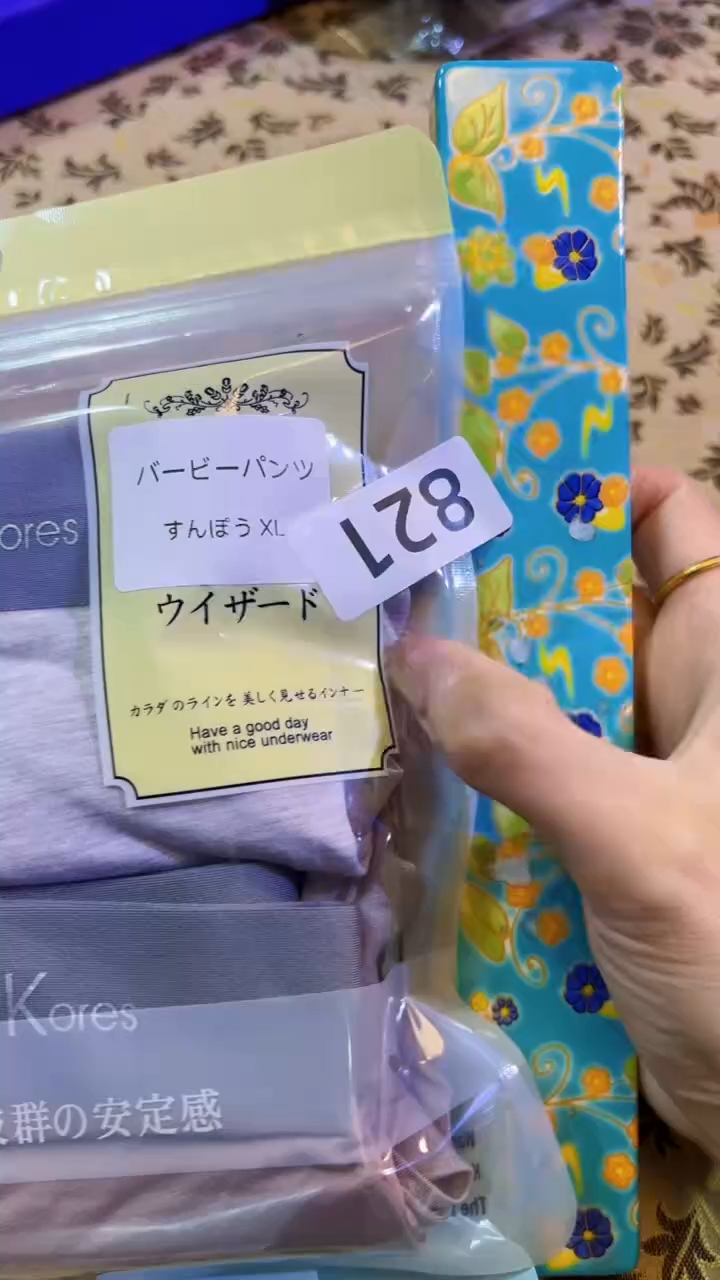 バービーパンツ
すんぽう XL
821
ores
ウイザード
カラダのラインを美しく見せるインナー
Have a good day
with nice underwear
Kores
群の安定感